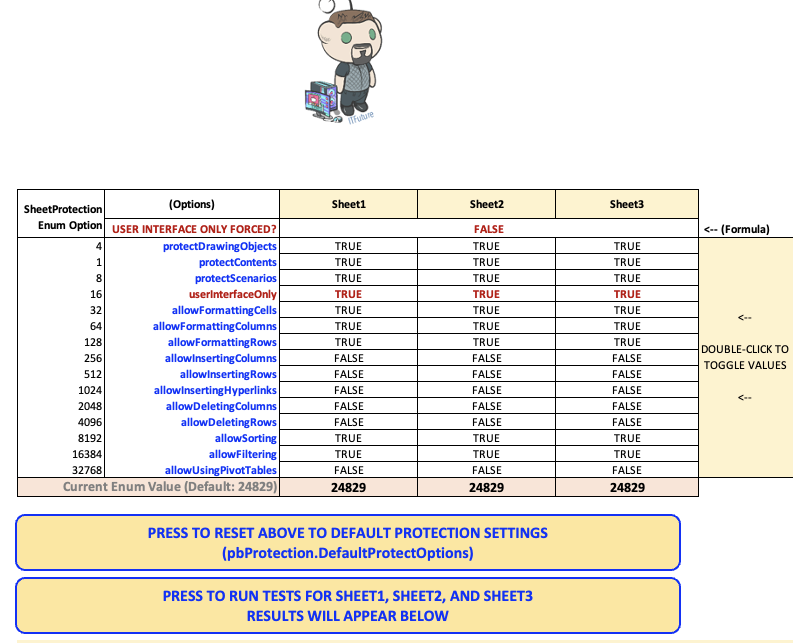 ITFuture
SheetProtection Enum Option (Options) Sheet1 Sheet2 Sheet3
USER INTERFACE ONLY FORCED? FALSE <-- (Formula)
4 protectDrawingObjects TRUE TRUE TRUE
1 protectContents TRUE TRUE TRUE
8 protectScenarios TRUE TRUE TRUE
16 userInterfaceOnly TRUE TRUE TRUE
32 allowFormattingCells TRUE TRUE TRUE
64 allowFormattingColumns TRUE TRUE TRUE
128 allowFormattingRows TRUE TRUE TRUE
256 allowInsertingColumns FALSE FALSE FALSE
512 allowInsertingRows FALSE FALSE FALSE
1024 allowInsertingHyperlinks FALSE FALSE FALSE
2048 allowDeletingColumns FALSE FALSE FALSE
4096 allowDeletingRows FALSE FALSE FALSE
8192 allowSorting TRUE TRUE TRUE
16384 allowFiltering TRUE TRUE TRUE
32768 allowUsingPivotTables FALSE FALSE FALSE
Current Enum Value (Default: 24829) 24829 24829 24829
<--
DOUBLE-CLICK TO
TOGGLE VALUES
<--
PRESS TO RESET ABOVE TO DEFAULT PROTECTION SETTINGS
(pbProtection.DefaultProtectOptions)
PRESS TO RUN TESTS FOR SHEET1, SHEET2, AND SHEET3
RESULTS WILL APPEAR BELOW